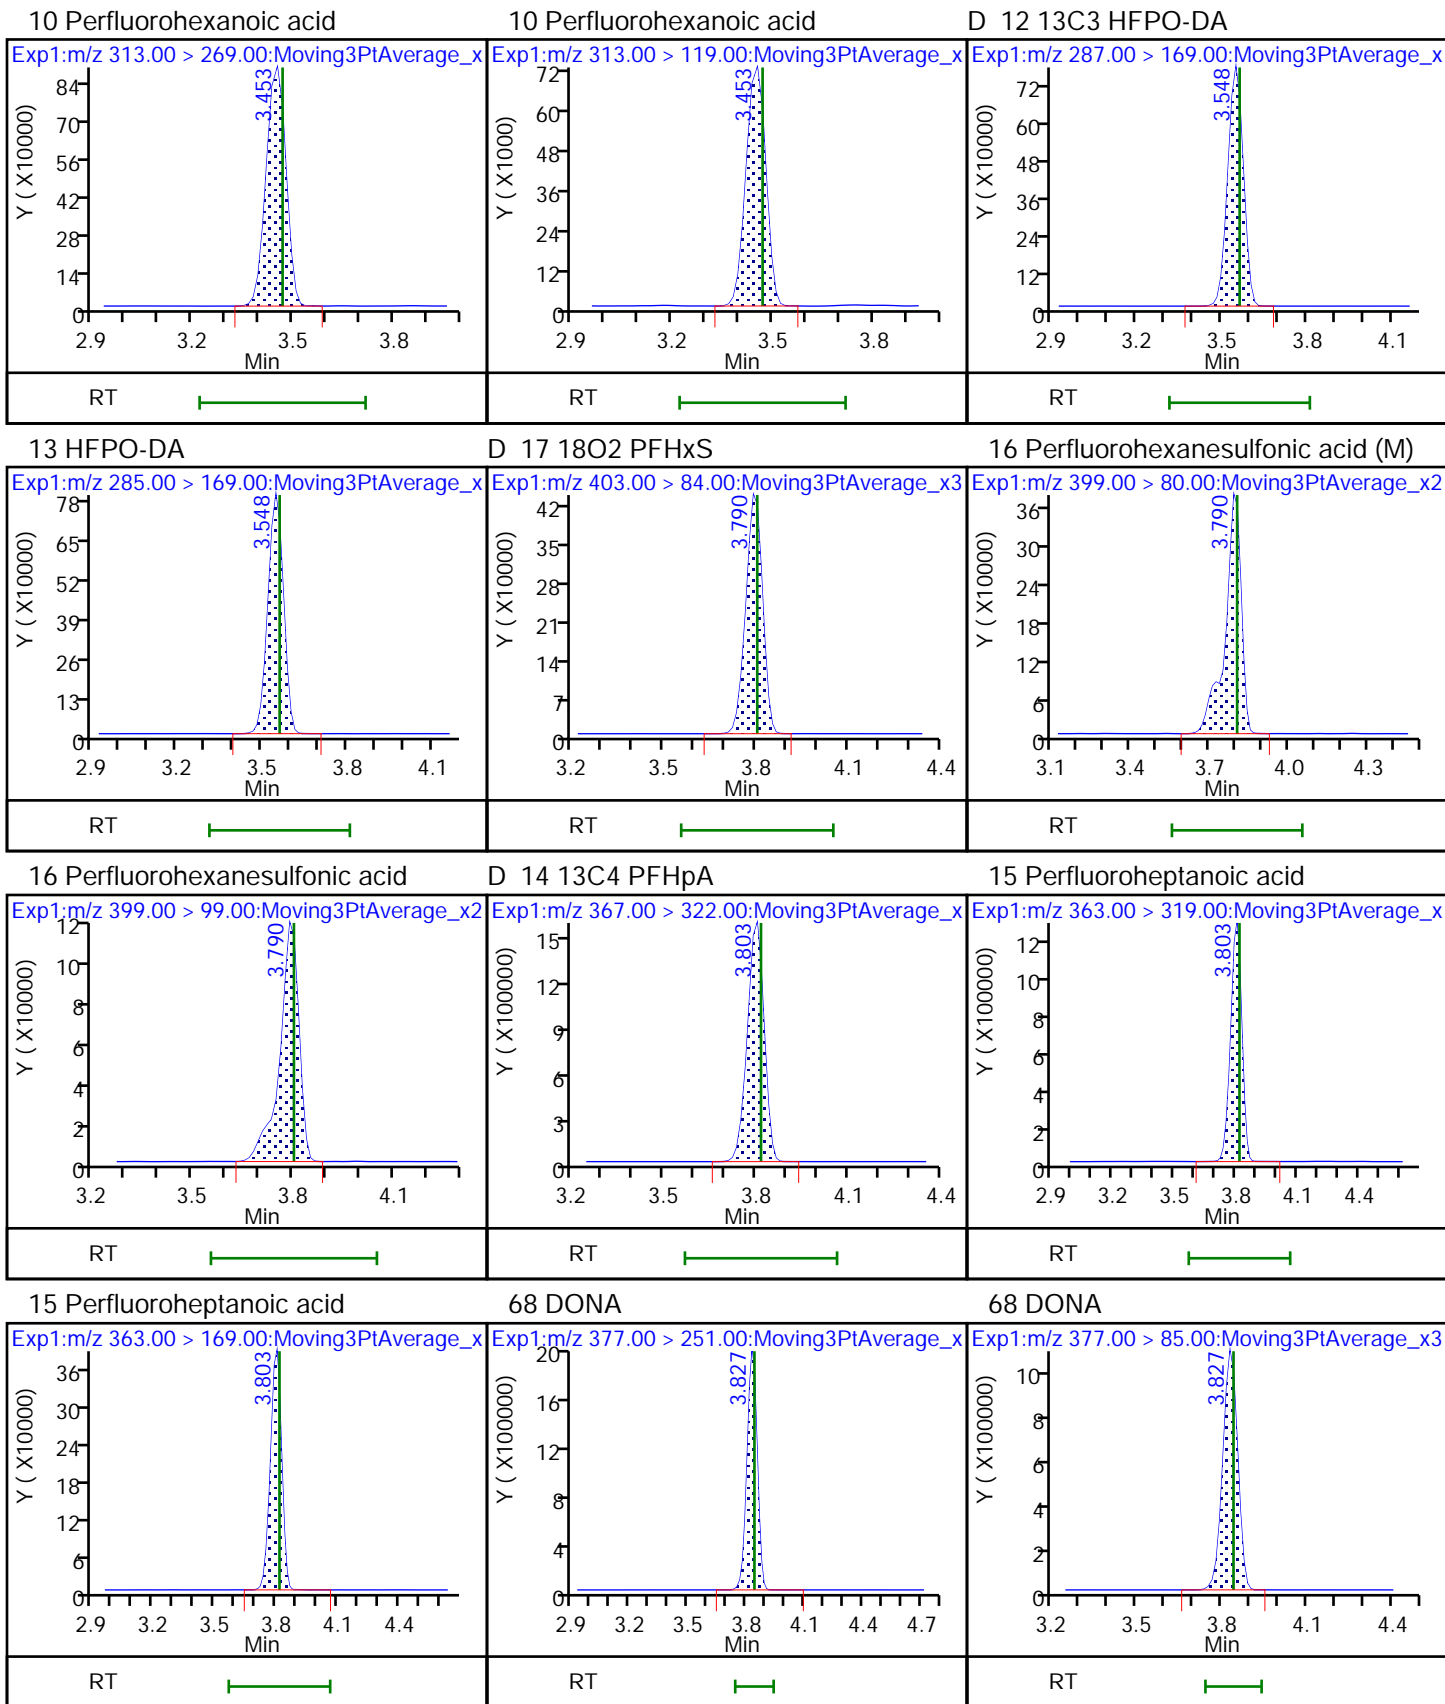 10 Perfluorohexanoic acid
Exp1:m/z 313.00 > 269.00:Moving3PtAverage_x
3.453
Y ( X10000)
84
70
56
42
28
14
0
2.9 3.2 3.5 3.8
Min
RT
10 Perfluorohexanoic acid
Exp1:m/z 313.00 > 119.00:Moving3PtAverage_x
3.453
Y ( X1000)
72
60
48
36
24
12
0
2.9 3.2 3.5 3.8
Min
RT
D 12 13C3 HFPO-DA
Exp1:m/z 287.00 > 169.00:Moving3PtAverage_x
3.548
Y ( X10000)
72
60
48
36
24
12
0
2.9 3.2 3.5 3.8 4.1
Min
RT
13 HFPO-DA
Exp1:m/z 285.00 > 169.00:Moving3PtAverage_x
3.548
Y ( X10000)
78
65
52
39
26
13
0
2.9 3.2 3.5 3.8 4.1
Min
RT
D 17 18O2 PFHxS
Exp1:m/z 403.00 > 84.00:Moving3PtAverage_x3
3.790
Y ( X10000)
42
35
28
21
14
7
0
3.2 3.5 3.8 4.1 4.4
Min
RT
16 Perfluorohexanesulfonic acid (M)
Exp1:m/z 399.00 > 80.00:Moving3PtAverage_x2
3.790
Y ( X10000)
36
30
24
18
12
6
0
3.1 3.4 3.7 4.0 4.3
Min
RT
16 Perfluorohexanesulfonic acid
Exp1:m/z 399.00 > 99.00:Moving3PtAverage_x2
3.790
Y ( X10000)
12
10
8
6
4
2
0
3.2 3.5 3.8 4.1
Min
RT
D 14 13C4 PFHpA
Exp1:m/z 367.00 > 322.00:Moving3PtAverage_x
3.803
Y ( X100000)
15
12
9
6
3
0
3.2 3.5 3.8 4.1 4.4
Min
RT
15 Perfluoroheptanoic acid
Exp1:m/z 363.00 > 319.00:Moving3PtAverage_x
3.803
Y ( X100000)
12
10
8
6
4
2
0
2.9 3.2 3.5 3.8 4.1 4.4
Min
RT
15 Perfluoroheptanoic acid
Exp1:m/z 363.00 > 169.00:Moving3PtAverage_x
3.803
Y ( X10000)
36
30
24
18
12
6
0
2.9 3.2 3.5 3.8 4.1 4.4
Min
RT
68 DONA
Exp1:m/z 377.00 > 251.00:Moving3PtAverage_x
3.827
Y ( X100000)
20
16
12
8
4
0
2.9 3.2 3.5 3.8 4.1 4.4 4.7
Min
RT
68 DONA
Exp1:m/z 377.00 > 85.00:Moving3PtAverage_x3
3.827
Y ( X100000)
10
8
6
4
2
0
3.2 3.5 3.8 4.1 4.4
Min
RT